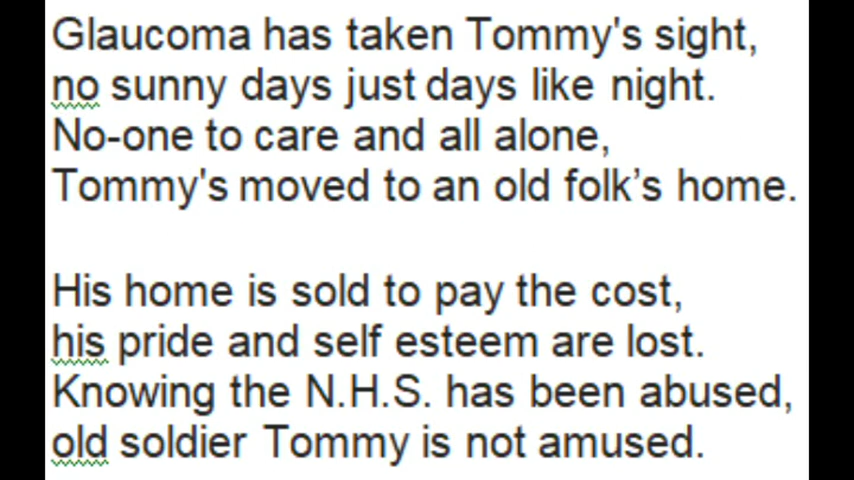 Glaucoma has taken Tommy's sight,
no sunny days just days like night.
No-one to care and all alone,
Tommy's moved to an old folk’s home.
His home is sold to pay the cost,
his pride and self esteem are lost.
Knowing the N.H.S. has been abused,
old soldier Tommy is not amused.